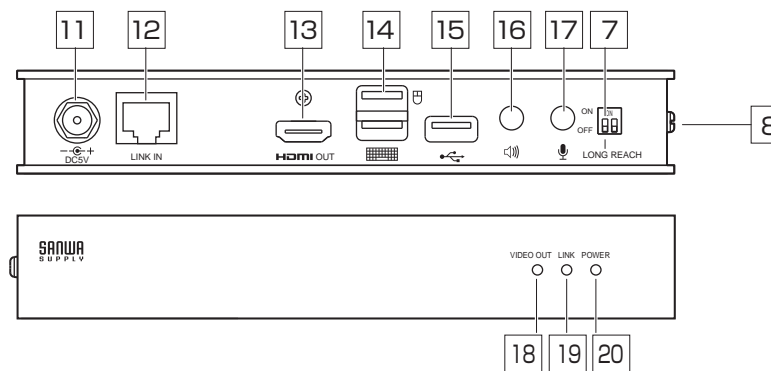 11 12 13 14 15 16 17 7
ON
ON
OFF
8
DC5V
LINK IN
HDMI OUT
LONG REACH
SANWA
SUPPLY
VIDEO OUT LINK POWER
18 19 20